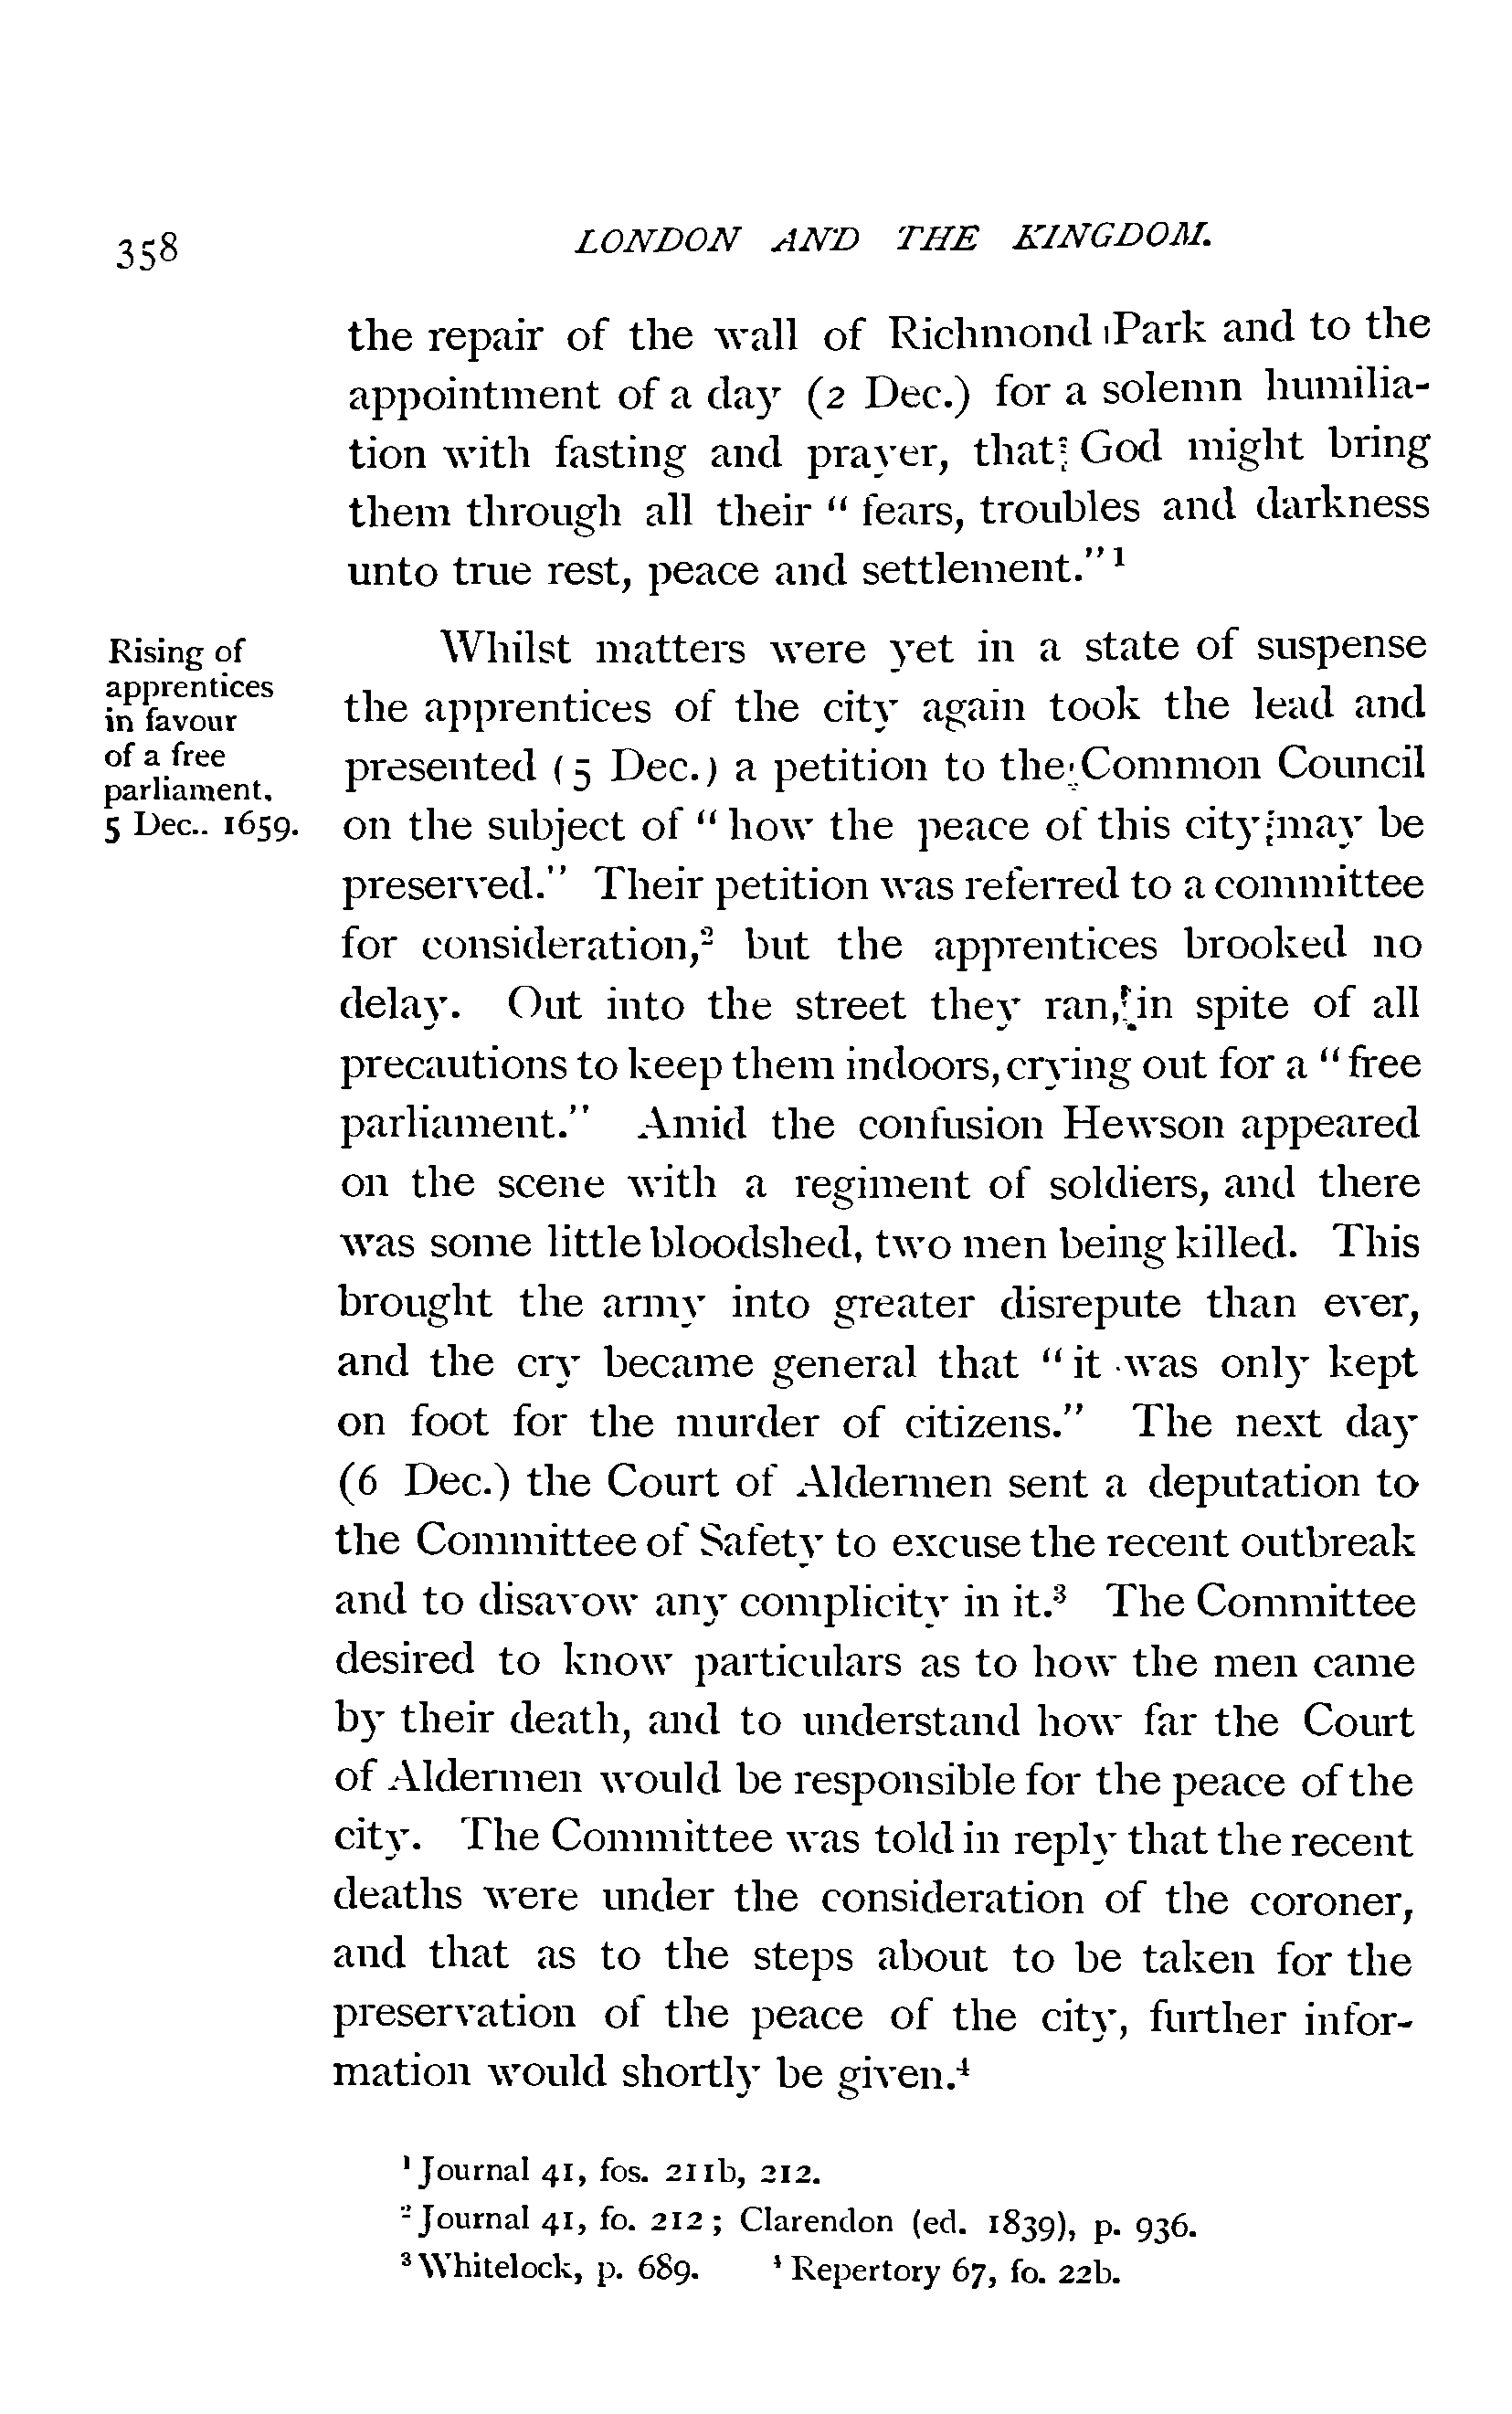 358
LONDON AND THE KINGDOM.
the repair of the wall of Richmond Park and to the
appointment of a day (2 Dec.) for a solemn humilia-
tion with fasting and prayer, that God might bring
them through all their " fears, troubles and darkness
unto true rest, peace and settlement."¹
Rising of
apprentices
in favour
of a free
parliament,
5 Dec.. 1659.
Whilst matters were yet in a state of suspense
the apprentices of the city again took the lead and
presented (5 Dec.) a petition to the Common Council
on the subject of " how the peace of this city may be
preserved." Their petition was referred to a committee
for consideration,² but the apprentices brooked no
delay. Out into the street they ran, in spite of all
precautions to keep them indoors, crying out for a " free
parliament." Amid the confusion Hewson appeared
on the scene with a regiment of soldiers, and there
was some little bloodshed, two men being killed. This
brought the army into greater disrepute than ever,
and the cry became general that " it was only kept
on foot for the murder of citizens." The next day
(6 Dec.) the Court of Aldermen sent a deputation to
the Committee of Safety to excuse the recent outbreak
and to disavow any complicity in it.³ The Committee
desired to know particulars as to how the men came
by their death, and to understand how far the Court
of Aldermen would be responsible for the peace of the
city. The Committee was told in reply that the recent
deaths were under the consideration of the coroner,
and that as to the steps about to be taken for the
preservation of the peace of the city, further infor-
mation would shortly be given.⁴
¹ Journal 41, fos. 211b, 212.
² Journal 41, fo. 212 ; Clarendon (ed. 1839), p. 936.
³ Whitelock, p. 689. ⁴ Repertory 67, fo. 22b.